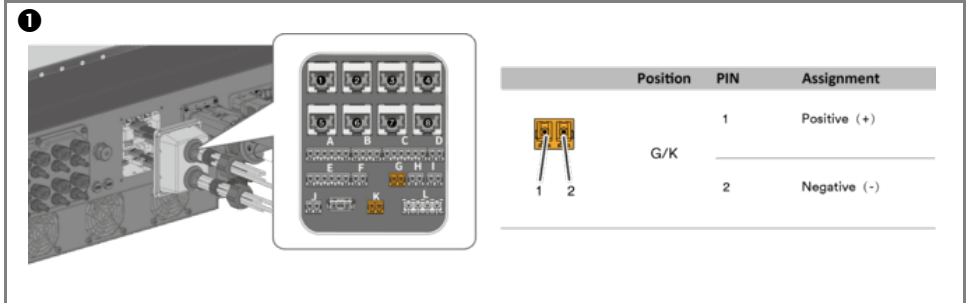 ❶
1 2 3 4
5 6 7 8
A B C D
E F G H I
J K L
Position PIN Assignment
1 Positive (+)
G/K
2 Negative (-)
1 2